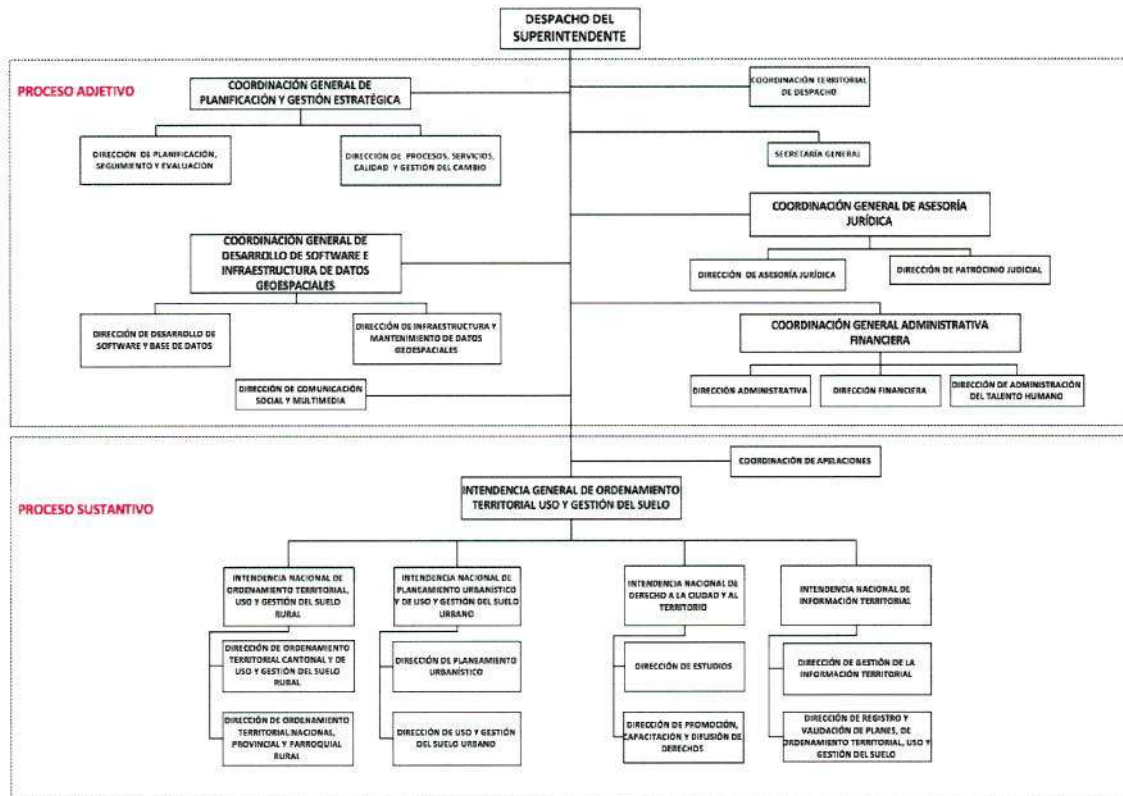 DESPACHO DEL
SUPERINTENDENTE
PROCESO ADJETIVO
COORDINACIÓN GENERAL DE
PLANIFICACIÓN Y GESTIÓN ESTRATÉGICA
COORDINACIÓN TERRITORIAL
DE DESPACHO
DIRECCIÓN DE PLANIFICACIÓN,
SEGUIMIENTO Y EVALUACIÓN
DIRECCIÓN DE PROCESOS, SERVICIOS,
CALIDAD Y GESTIÓN DEL CAMBIO
SECRETARÍA GENERAL
COORDINACIÓN GENERAL DE ASESORÍA
JURÍDICA
COORDINACIÓN GENERAL DE
DESARROLLO DE SOFTWARE E
INFRAESTRUCTURA DE DATOS
GEOESPACIALES
DIRECCIÓN DE ASESORÍA JURÍDICA
DIRECCIÓN DE PATROCINIO JUDICIAL
DIRECCIÓN DE DESARROLLO DE
SOFTWARE Y BASE DE DATOS
DIRECCIÓN DE INFRAESTRUCTURA Y
MANTENIMIENTO DE DATOS
GEOESPACIALES
COORDINACIÓN GENERAL ADMINISTRATIVA
FINANCIERA
DIRECCIÓN DE COMUNICACIÓN
SOCIAL Y MULTIMEDIA
DIRECCIÓN ADMINISTRATIVA
DIRECCIÓN FINANCIERA
DIRECCIÓN DE ADMINISTRACIÓN
DEL TALENTO HUMANO
COORDINACIÓN DE APELACIONES
PROCESO SUSTANTIVO
INTENDENCIA GENERAL DE ORDENAMIENTO
TERRITORIAL USO Y GESTIÓN DEL SUELO
INTENDENCIA NACIONAL DE
ORDENAMIENTO TERRITORIAL,
USO Y GESTIÓN DEL SUELO
RURAL
INTENDENCIA NACIONAL DE
PLANEAMIENTO URBANÍSTICO
Y DE USO Y GESTIÓN DEL SUELO
URBANO
INTENDENCIA NACIONAL DE
DERECHO A LA CIUDAD Y AL
TERRITORIO
INTENDENCIA NACIONAL DE
INFORMACIÓN TERRITORIAL
DIRECCIÓN DE ORDENAMIENTO
TERRITORIAL CANTONAL Y DE
USO Y GESTIÓN DEL SUELO
RURAL
DIRECCIÓN DE PLANEAMIENTO
URBANÍSTICO
DIRECCIÓN DE ESTUDIOS
DIRECCIÓN DE GESTIÓN DE LA
INFORMACIÓN TERRITORIAL
DIRECCIÓN DE ORDENAMIENTO
TERRITORIAL NACIONAL,
PROVINCIAL Y PARROQUIAL
RURAL
DIRECCIÓN DE USO Y GESTIÓN
DEL SUELO URBANO
DIRECCIÓN DE PROMOCIÓN,
CAPACITACIÓN Y DIFUSIÓN DE
DERECHOS
DIRECCIÓN DE REGISTRO Y
VALIDACIÓN DE PLANES, DE
ORDENAMIENTO TERRITORIAL, USO Y
GESTIÓN DEL SUELO